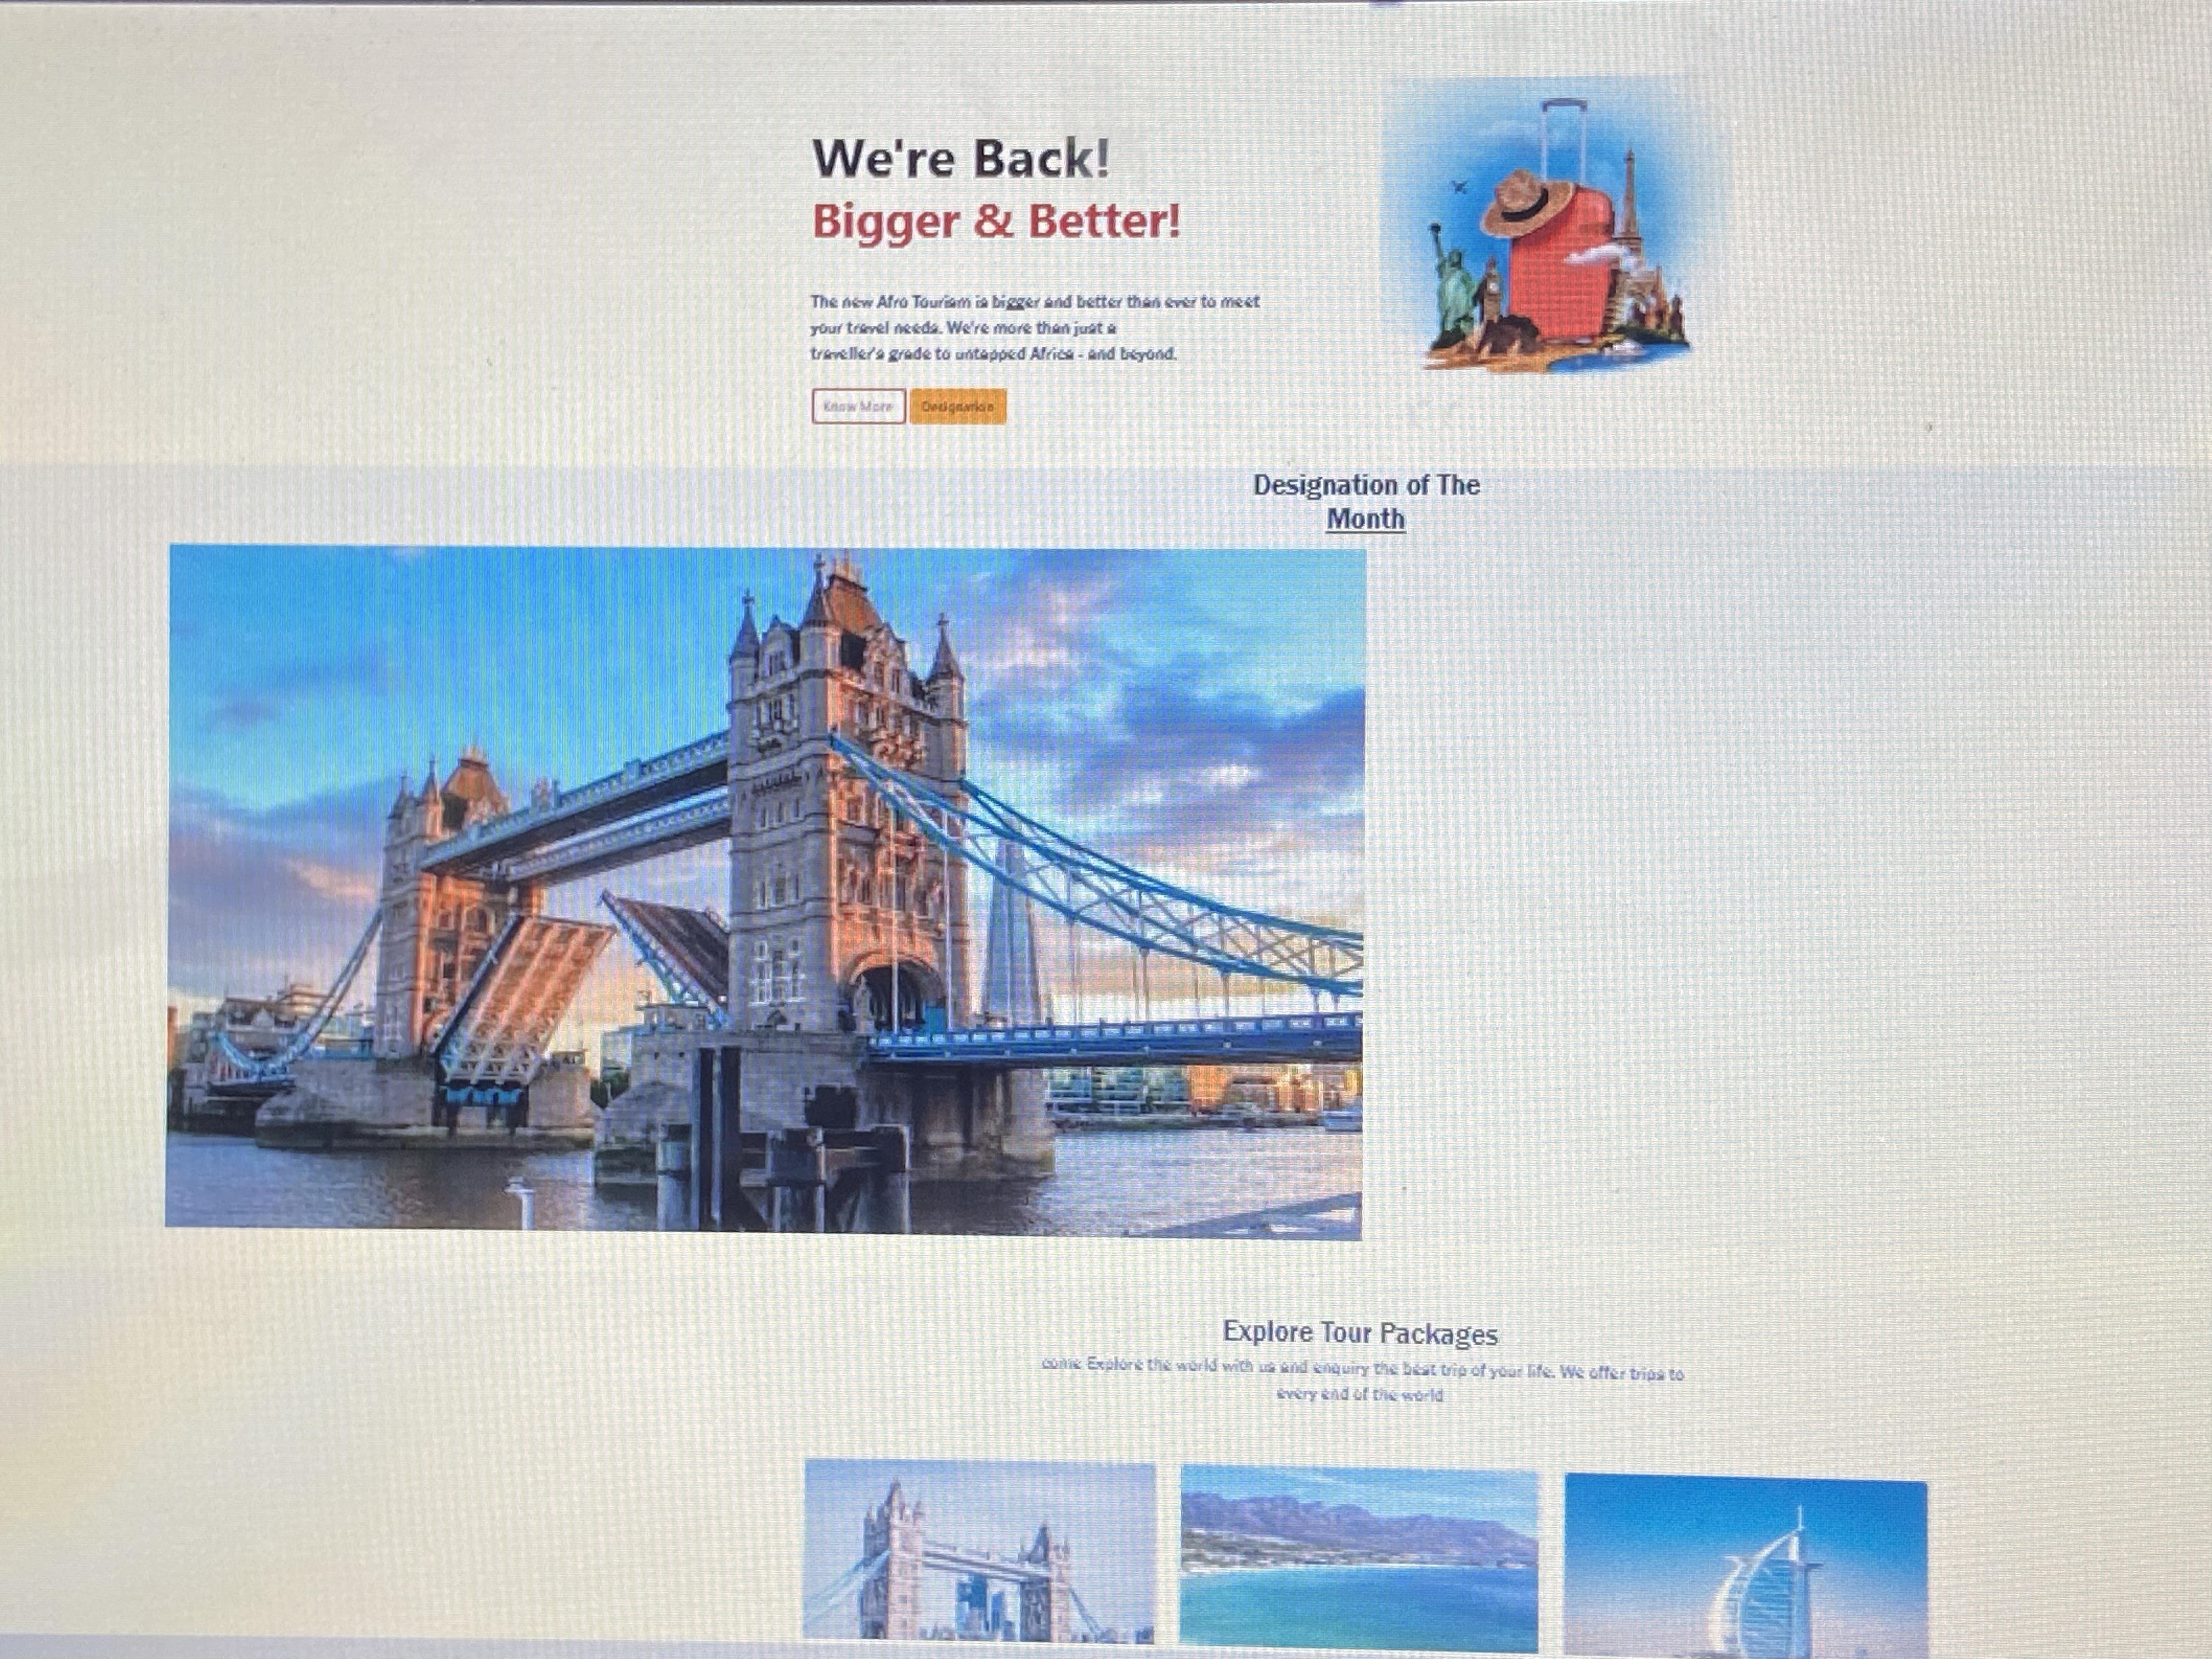 We're Back!
Bigger & Better!
The new Afro Tourism is bigger and better than ever to meet
your travel needs. We're more than just a
traveller's grade to untapped Africa - and beyond.
Know More
Designation
Designation of The
Month
Explore Tour Packages
come Explore the world with us and enquiry the best trip of your life. We offer trips to
every end of the world